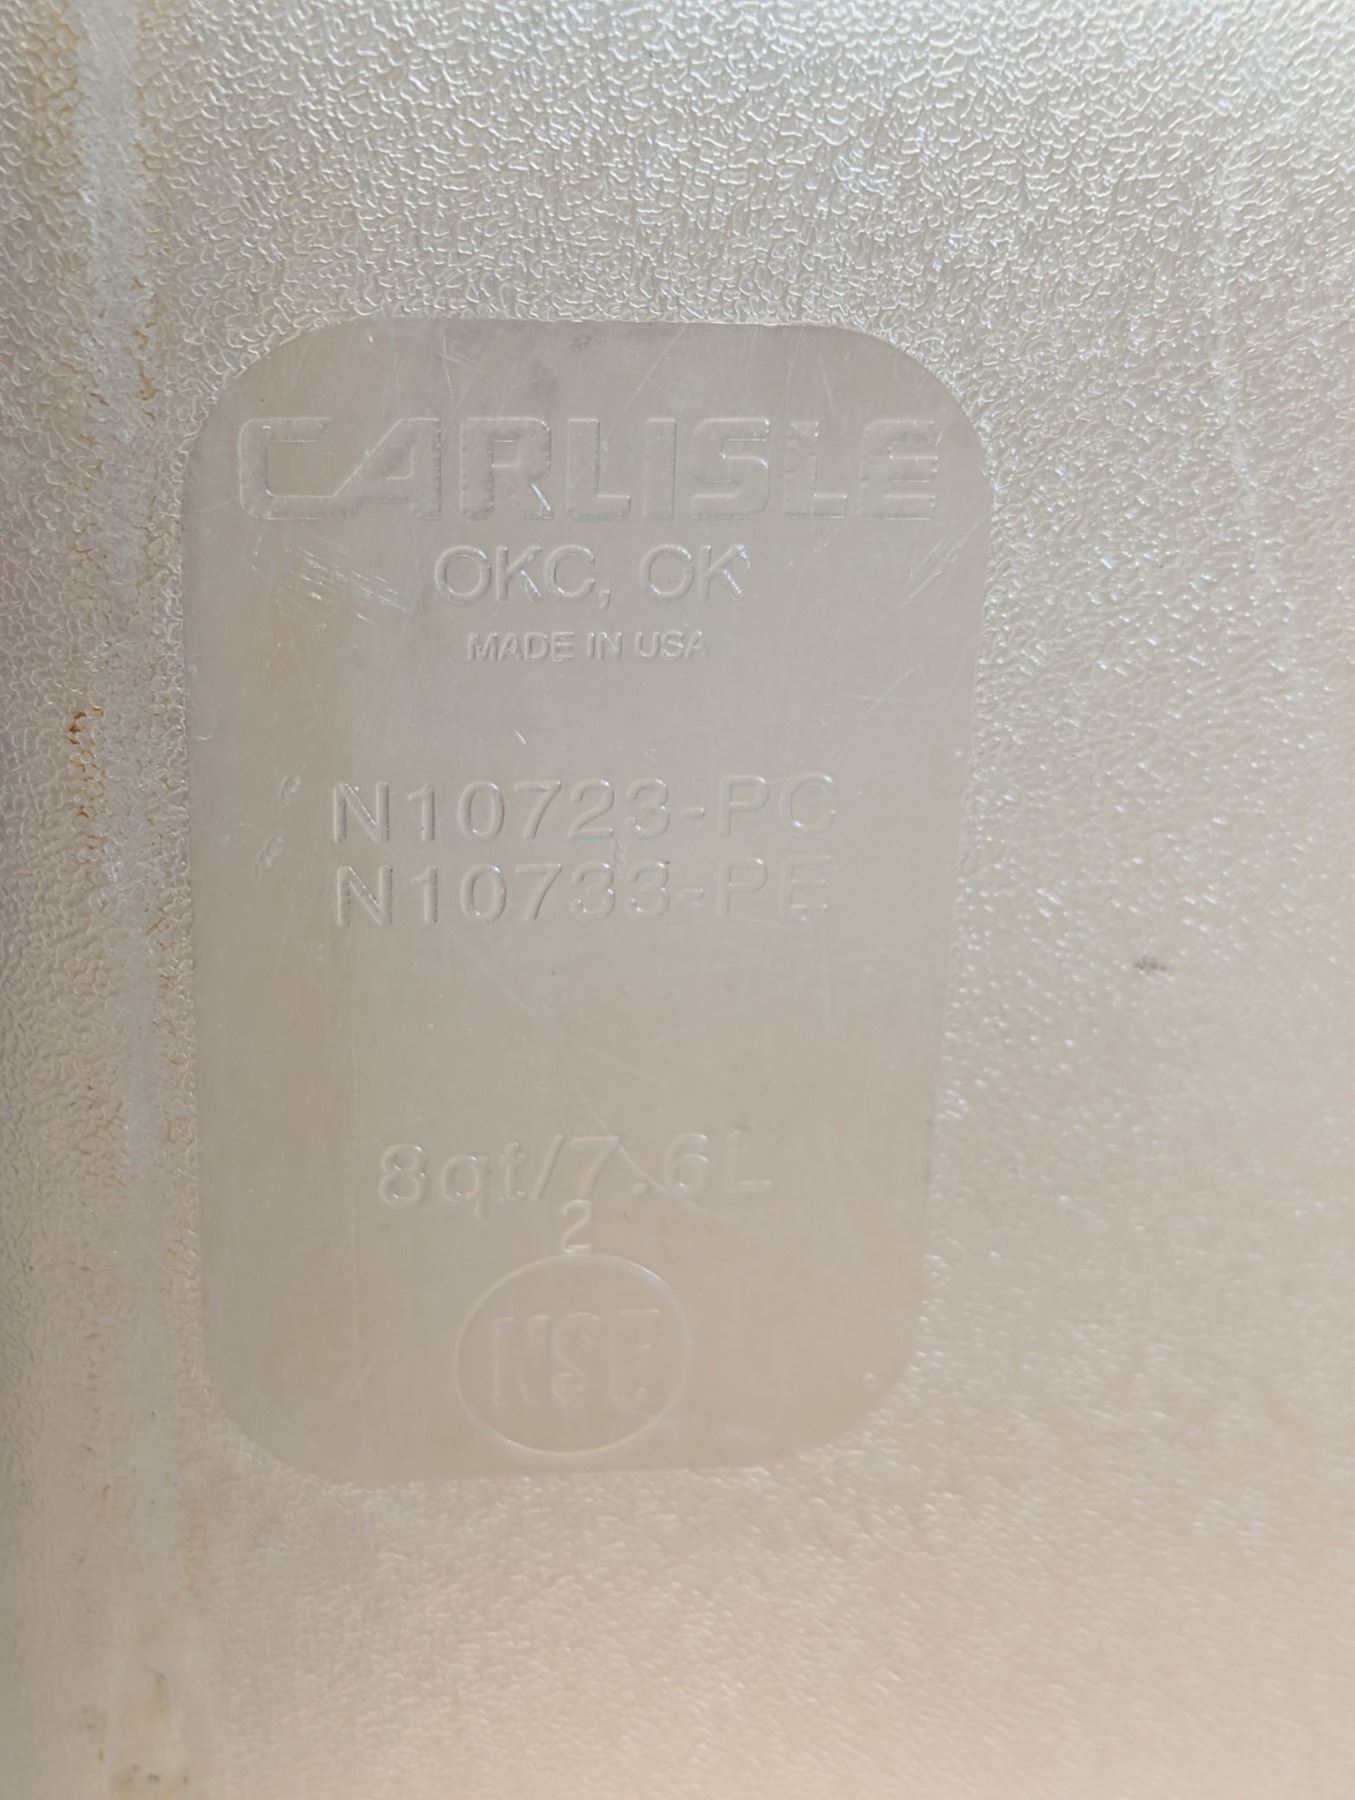 CARLISLE
OKC, OK
MADE IN USA
N10723-PC
N10733-PE
8qt/7.6L
2
NSF.